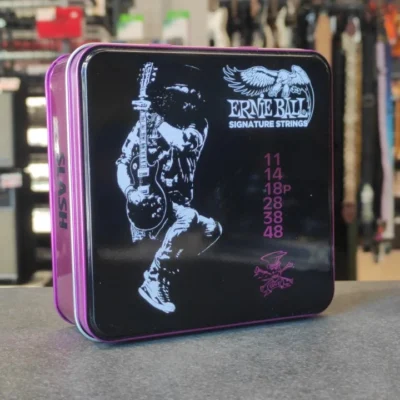 ERNIE BALL
SIGNATURE STRINGS
11
14
18P
28
38
48
SLASH